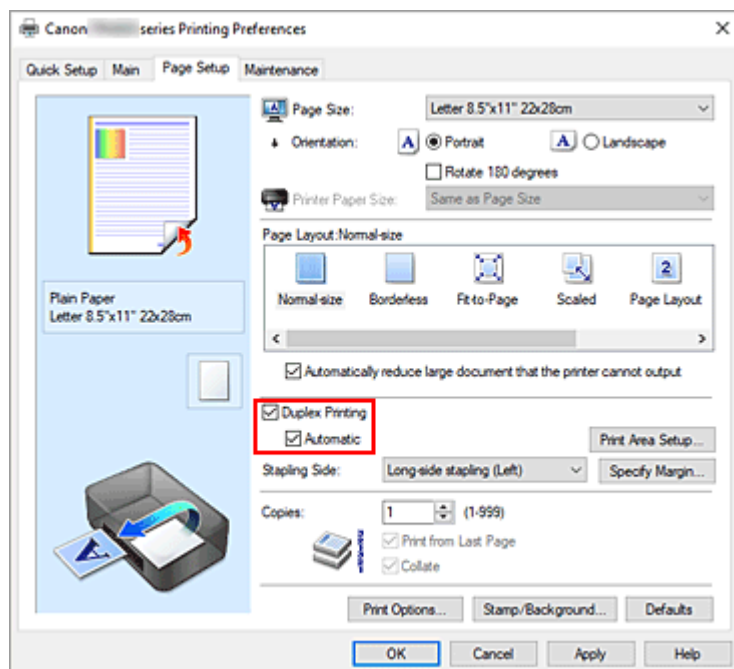 Canon series Printing Preferences
Quick Setup Main Page Setup Maintenance
Page Size: Letter 8.5"x11" 22x28cm
Orientation: A Portrait A Landscape
Rotate 180 degrees
Printer Paper Size: Same as Page Size
Page Layout:Normal-size
2
Normal-size Borderless Fit-to-Page Scaled Page Layout
Plain Paper
Letter 8.5"x11" 22x28cm
Automatically reduce large document that the printer cannot output
Duplex Printing
Automatic
Print Area Setup...
Stapling Side: Long-side stapling (Left) Specify Margin...
Copies: 1 (1-999)
Print from Last Page
Collate
A
Print Options... Stamp/Background... Defaults
OK Cancel Apply Help